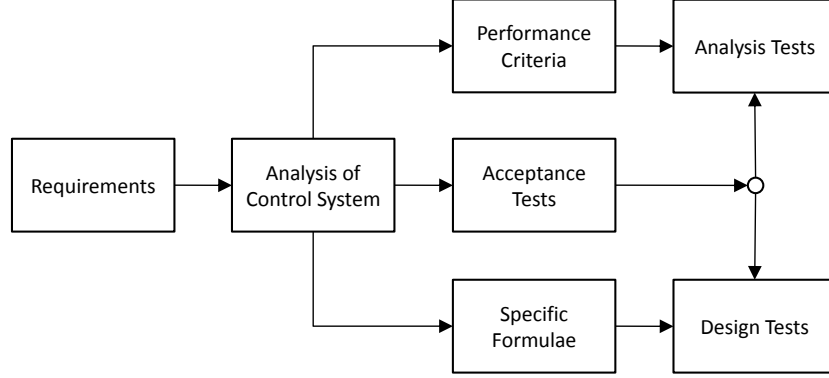 Performance
Criteria
Analysis Tests
Requirements
Analysis of
Control System
Acceptance
Tests
Specific
Formulae
Design Tests